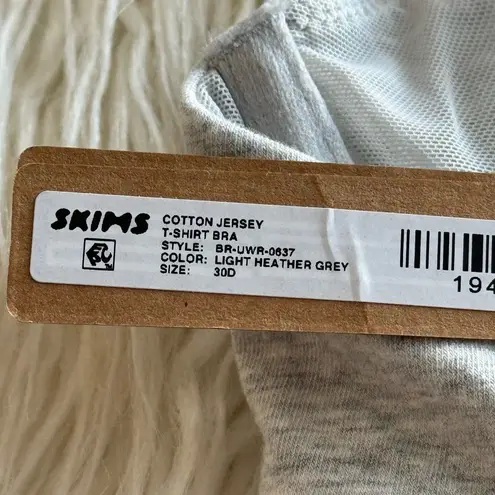 SKIMS
COTTON JERSEY
T-SHIRT BRA
STYLE: BR-UWR-0637
COLOR: LIGHT HEATHER GREY
SIZE: 30D
194